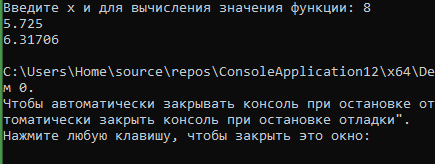 Введите x и для вычисления значения функции: 8
5.725
6.31706
C:\Users\Home\source\repos\ConsoleApplication12\x64\De
м 0.
Чтобы автоматически закрывать консоль при остановке от
томатически закрыть консоль при остановке отладки".
Нажмите любую клавишу, чтобы закрыть это окно: